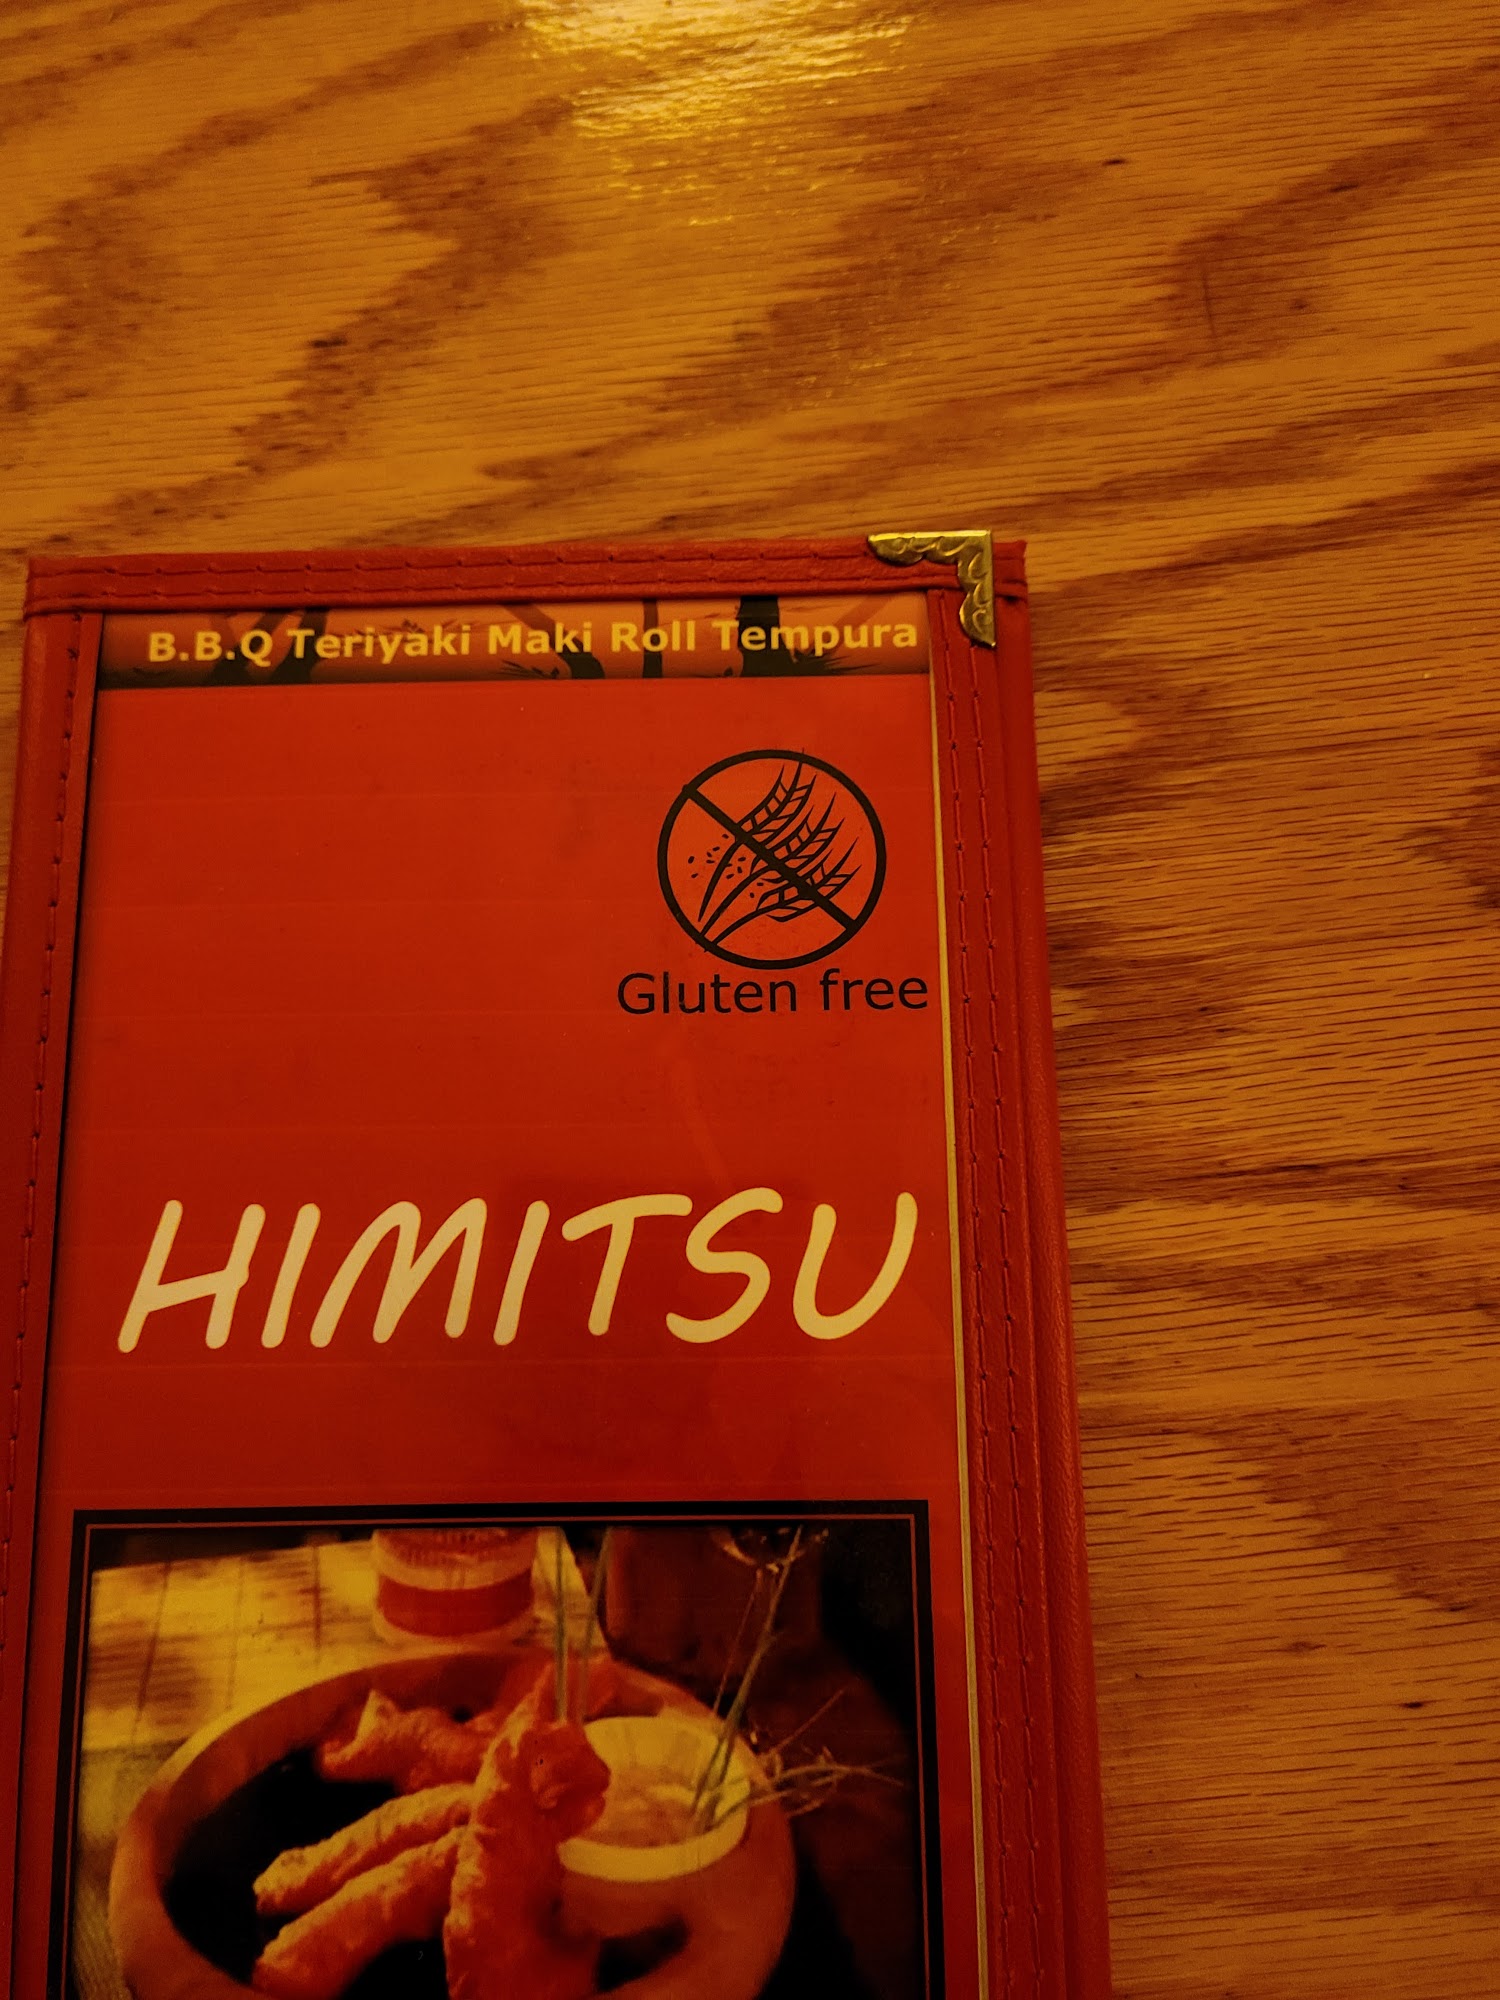 B.B.Q Teriyaki Maki Roll Tempura
Gluten free
HIMITSU